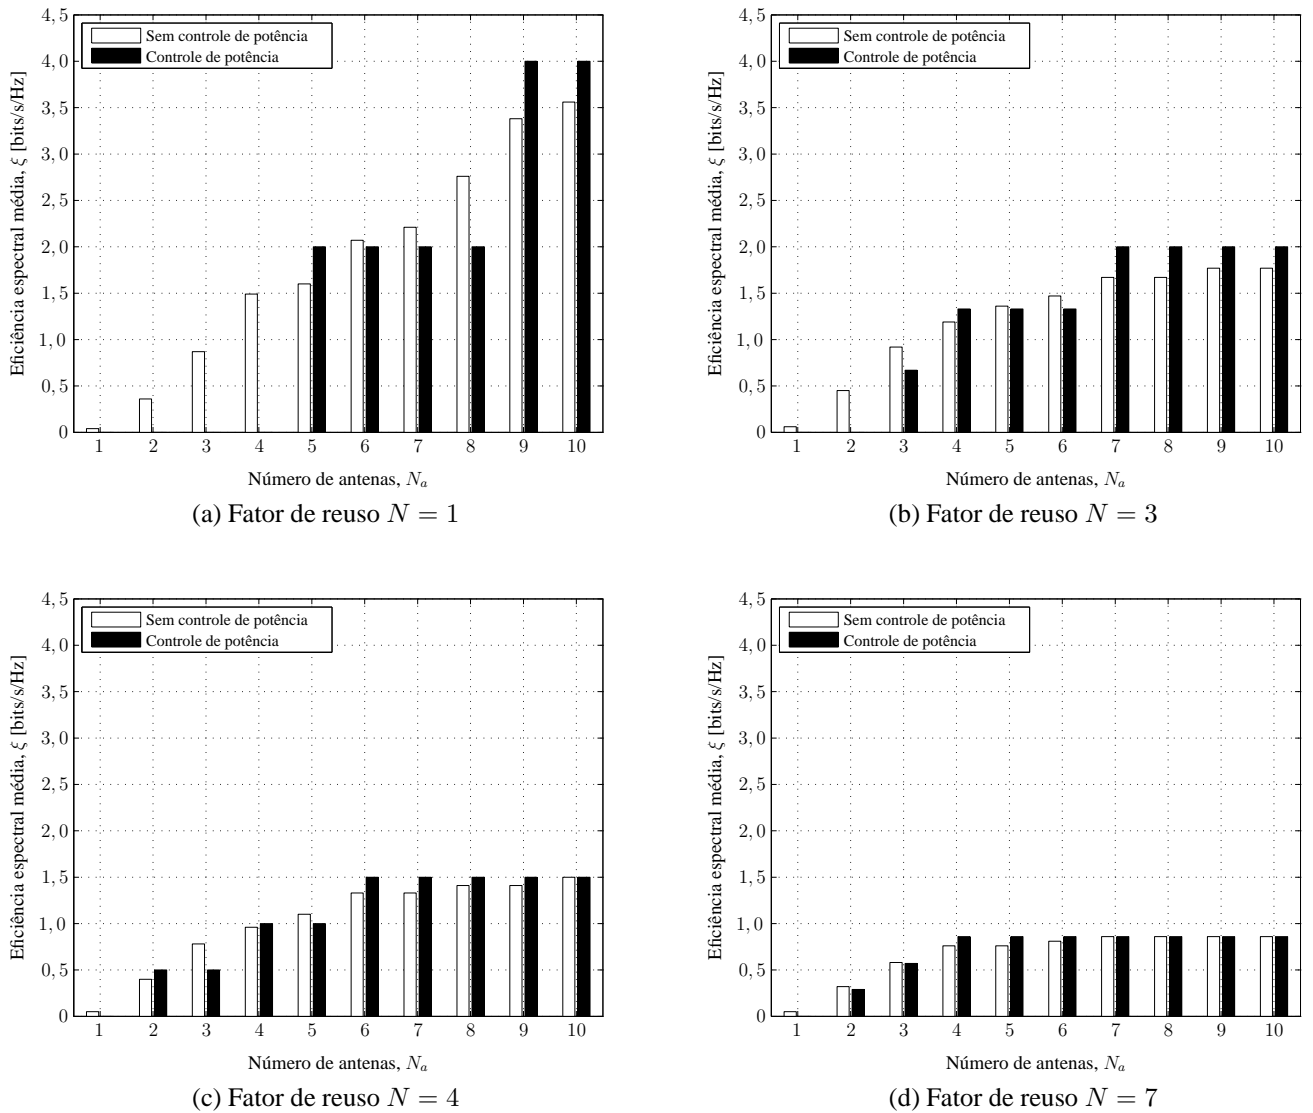 Sem controle de potência
Controle de potência
Eficiência espectral média, ξ [bits/s/Hz]
4,5
4,0
3,5
3,0
2,5
2,0
1,5
1,0
0,5
0
1 2 3 4 5 6 7 8 9 10
Número de antenas, Na
(a) Fator de reuso N = 1
Sem controle de potência
Controle de potência
Eficiência espectral média, ξ [bits/s/Hz]
4,5
4,0
3,5
3,0
2,5
2,0
1,5
1,0
0,5
0
1 2 3 4 5 6 7 8 9 10
Número de antenas, Na
(b) Fator de reuso N = 3
Sem controle de potência
Controle de potência
Eficiência espectral média, ξ [bits/s/Hz]
4,5
4,0
3,5
3,0
2,5
2,0
1,5
1,0
0,5
0
1 2 3 4 5 6 7 8 9 10
Número de antenas, Na
(c) Fator de reuso N = 4
Sem controle de potência
Controle de potência
Eficiência espectral média, ξ [bits/s/Hz]
4,5
4,0
3,5
3,0
2,5
2,0
1,5
1,0
0,5
0
1 2 3 4 5 6 7 8 9 10
Número de antenas, Na
(d) Fator de reuso N = 7